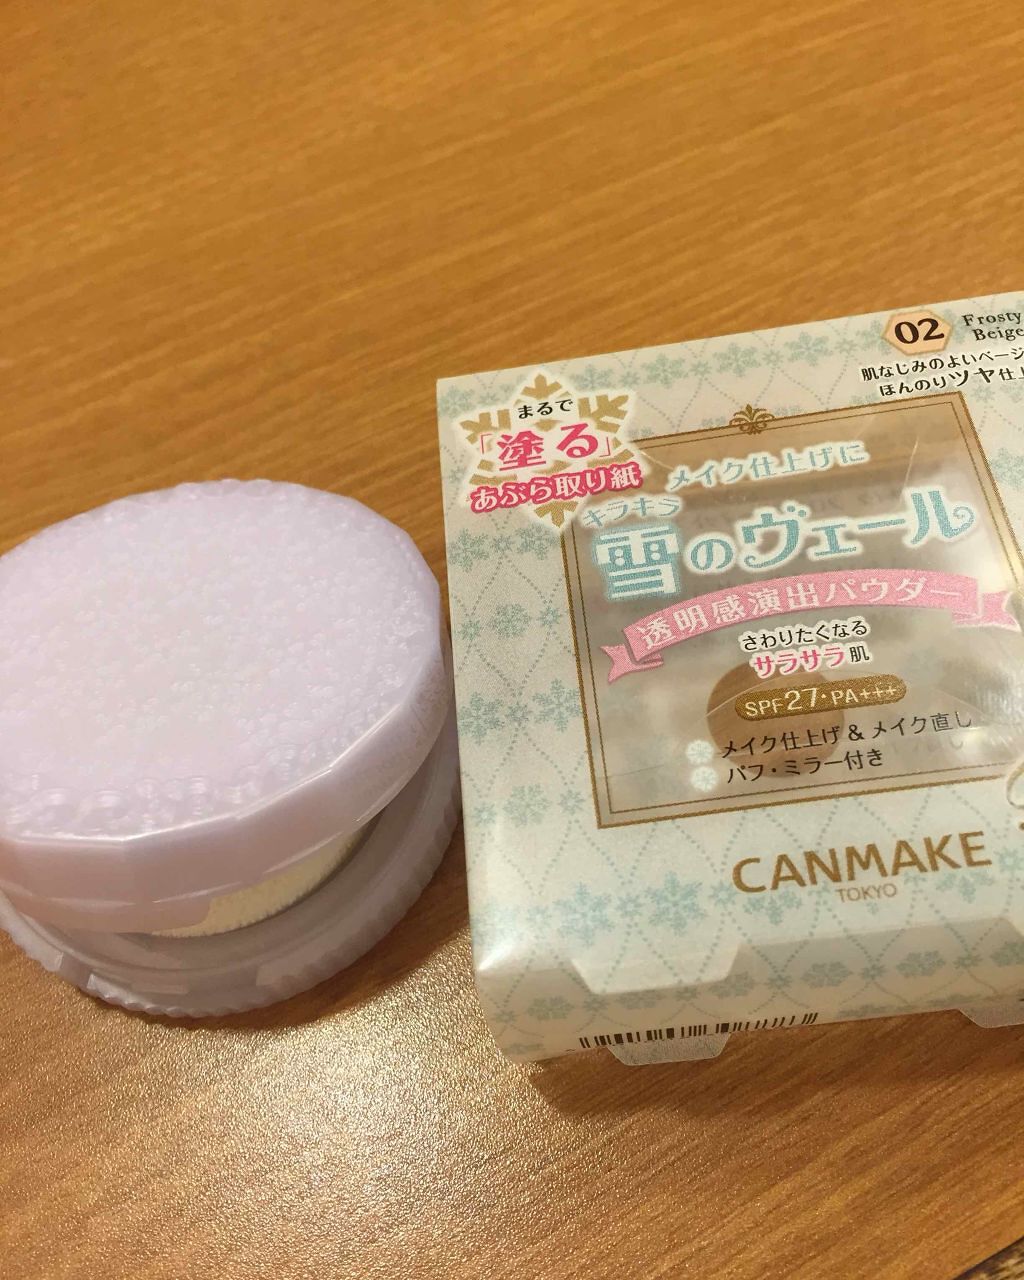 02 Frosty Beige
肌なじみのよいベージ
ほんのりツヤ仕上
まるで
「塗る」
あぶら取り紙
メイク仕上げに
キラキラ
雪のヴェール
透明感演出パウダー
さわりたくなる
サラサラ肌
SPF27・PA+++
メイク仕上げ & メイク直し
パフ・ミラー付き
CANMAKE
TOKYO